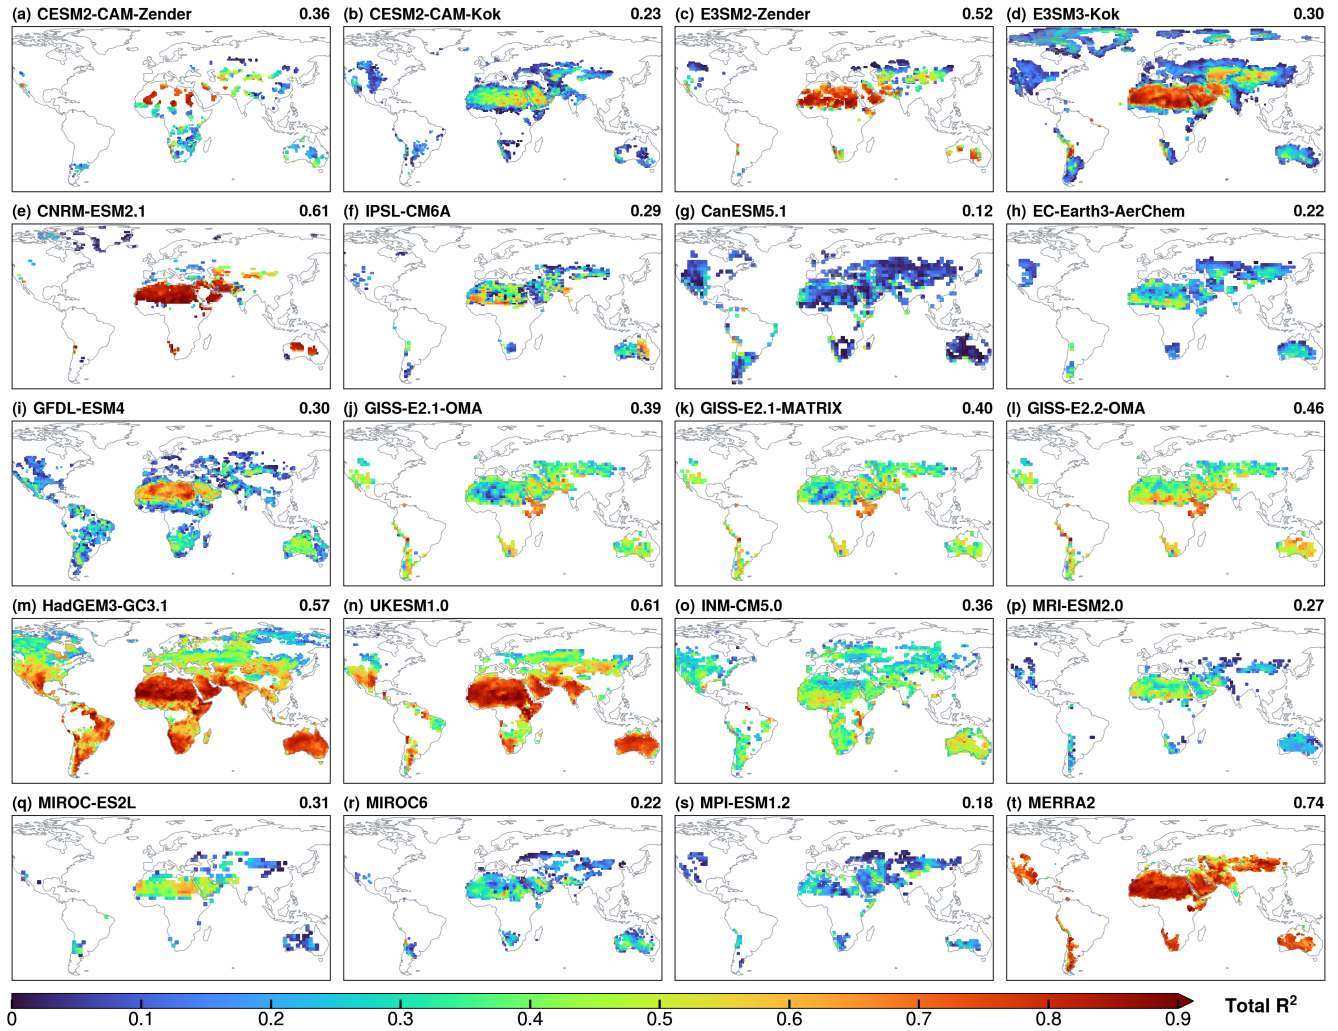 (a) CESM2-CAM-Zender 0.36 (b) CESM2-CAM-Kok 0.23 (c) E3SM2-Zender 0.52 (d) E3SM3-Kok 0.30
(e) CNRM-ESM2.1 0.61 (f) IPSL-CM6A 0.29 (g) CanESM5.1 0.12 (h) EC-Earth3-AerChem 0.22
(i) GFDL-ESM4 0.30 (j) GISS-E2.1-OMA 0.39 (k) GISS-E2.1-MATRIX 0.40 (l) GISS-E2.2-OMA 0.46
(m) HadGEM3-GC3.1 0.57 (n) UKESM1.0 0.61 (o) INM-CM5.0 0.36 (p) MRI-ESM2.0 0.27
(q) MIROC-ES2L 0.31 (r) MIROC6 0.22 (s) MPI-ESM1.2 0.18 (t) MERRA2 0.74
0 0.1 0.2 0.3 0.4 0.5 0.6 0.7 0.8 0.9 Total R²